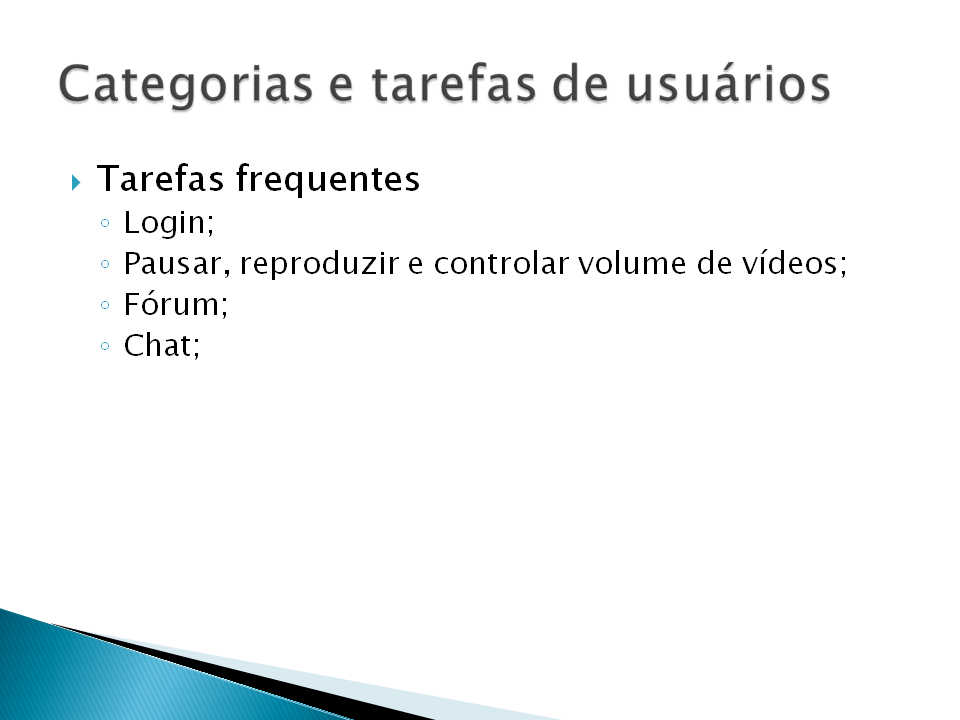 Categorias e tarefas de usuários
Tarefas frequentes
Login;
Pausar, reproduzir e controlar volume de vídeos;
Fórum;
Chat;